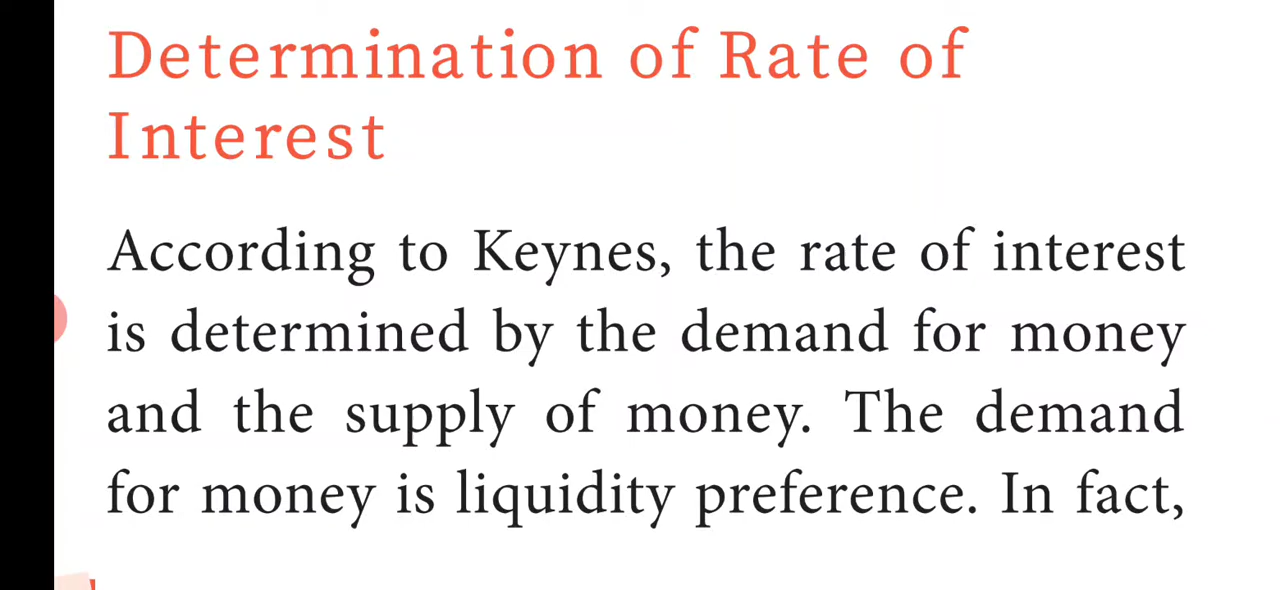 Determination of Rate of
Interest
According to Keynes, the rate of interest
is determined by the demand for money
and the supply of money. The demand
for money is liquidity preference. In fact,